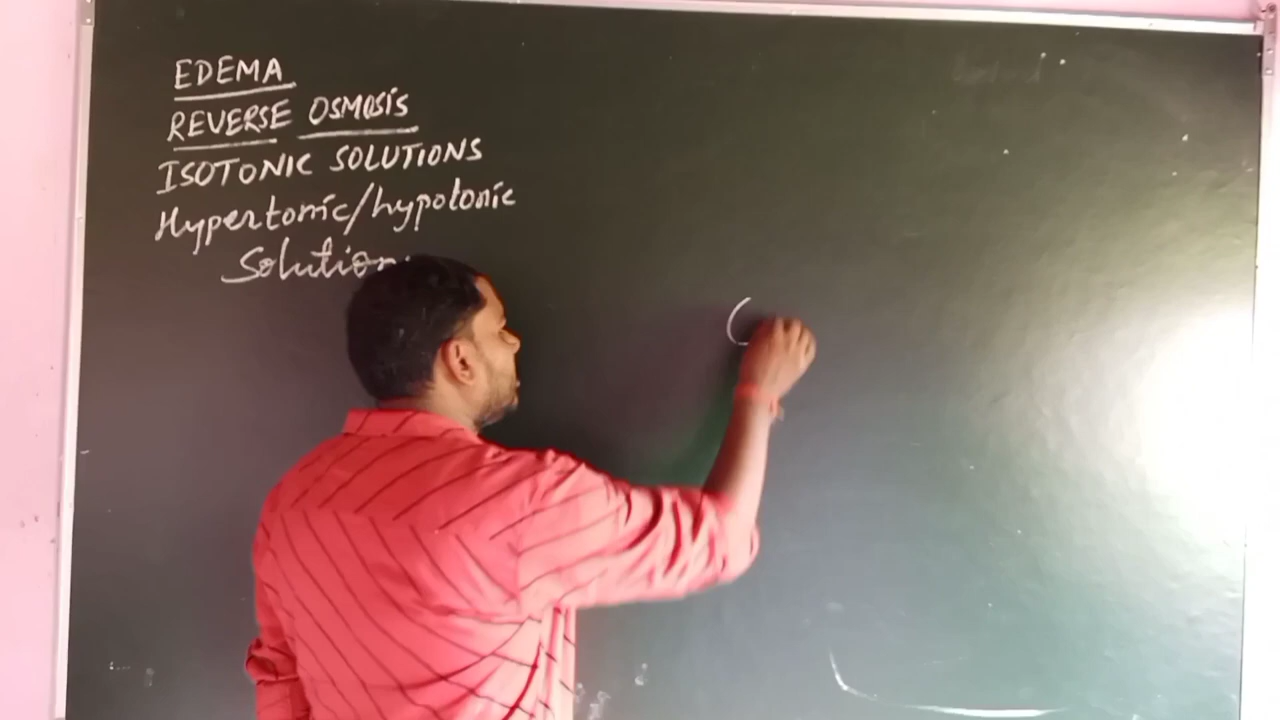 EDEMA
REVERSE OSMOSIS
ISOTONIC SOLUTIONS
Hypertonic/hypotonic
Solution